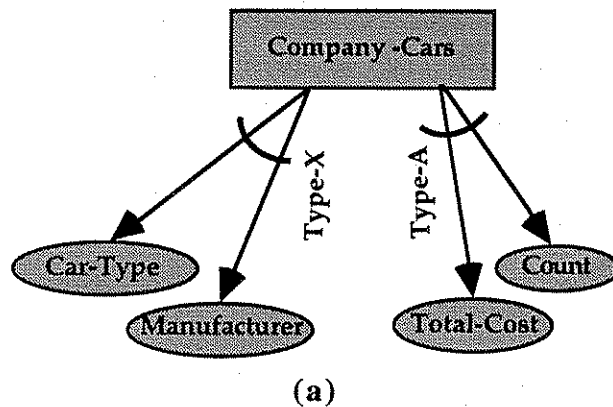 Company -Cars
Type-X
Type-A
Car-Type
Count
Manufacturer
Total-Cost
(a)